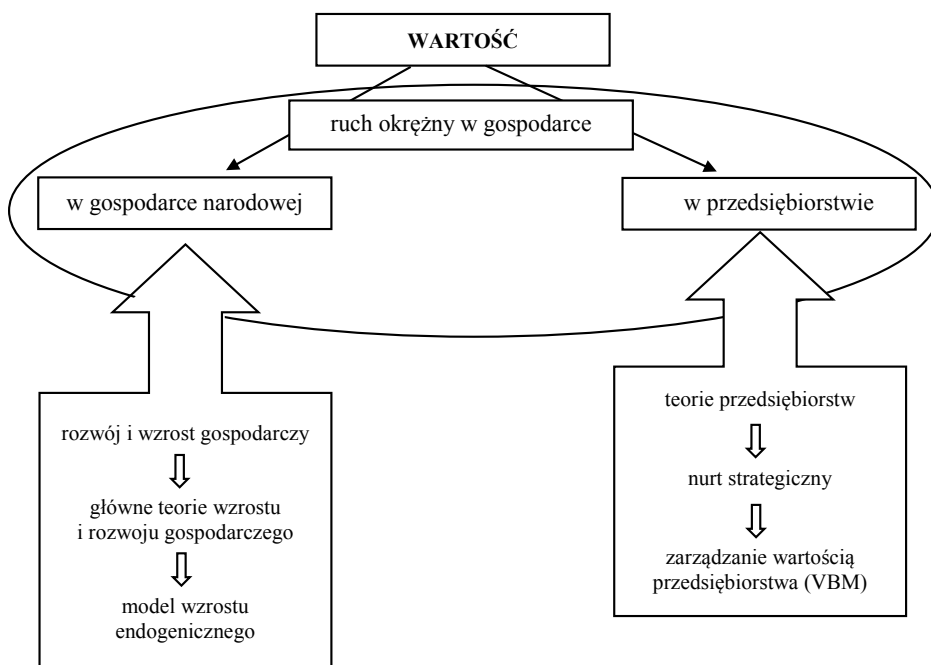 WARTOŚĆ
ruch okrężny w gospodarce
w gospodarce narodowej
w przedsiębiorstwie
rozwój i wzrost gospodarczy
główne teorie wzrostu
i rozwoju gospodarczego
model wzrostu
endogenicznego
teorie przedsiębiorstw
nurt strategiczny
zarządzanie wartością
przedsiębiorstwa (VBM)